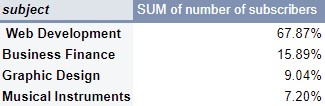 subject SUM of number of subscribers
Web Development 67.87%
Business Finance 15.89%
Graphic Design 9.04%
Musical Instruments 7.20%